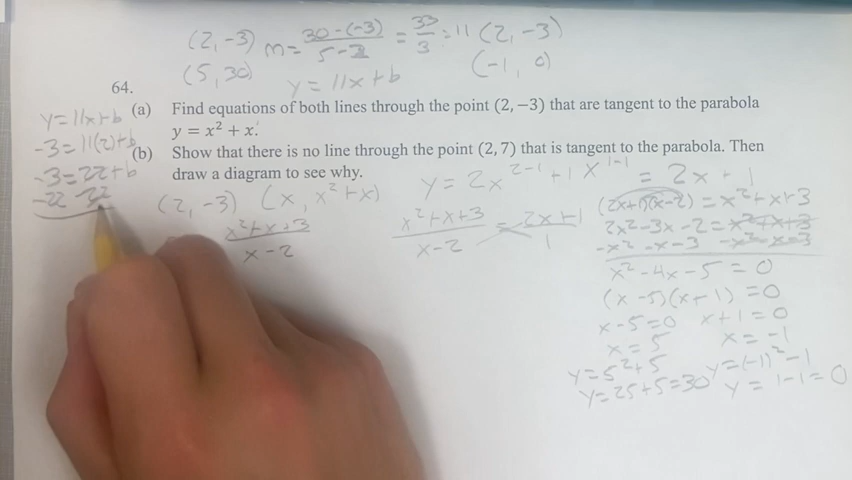 (2, -3) m = 30-(-3)/5-2 = 33/3 = 11 (2, -3)
(5, 30) y = 11x + b (-1, 0)
64.
(a) Find equations of both lines through the point (2, −3) that are tangent to the parabola
y = x² + x.
(b) Show that there is no line through the point (2, 7) that is tangent to the parabola. Then
draw a diagram to see why.
y = 11x + b
-3 = 11(2) + b
-3 = 22 + b
-22 -22
(2, -3) (x, x² + x)
x² + x + 3
x - 2
y = 2x²⁻¹ + 1x¹⁻¹ = 2x + 1
x² + x + 3 / x - 2 = 2x + 1 / 1
(2x+1)(x-2) = x² + x + 3
2x² - 3x - 2 = x² + x + 3
-x² - x - 3 -x² - x - 3
x² - 4x - 5 = 0
(x - 5)(x + 1) = 0
x - 5 = 0 x + 1 = 0
x = 5 x = -1
y = 5² + 5 y = (-1)² - 1
y = 25 + 5 = 30 y = 1 - 1 = 0